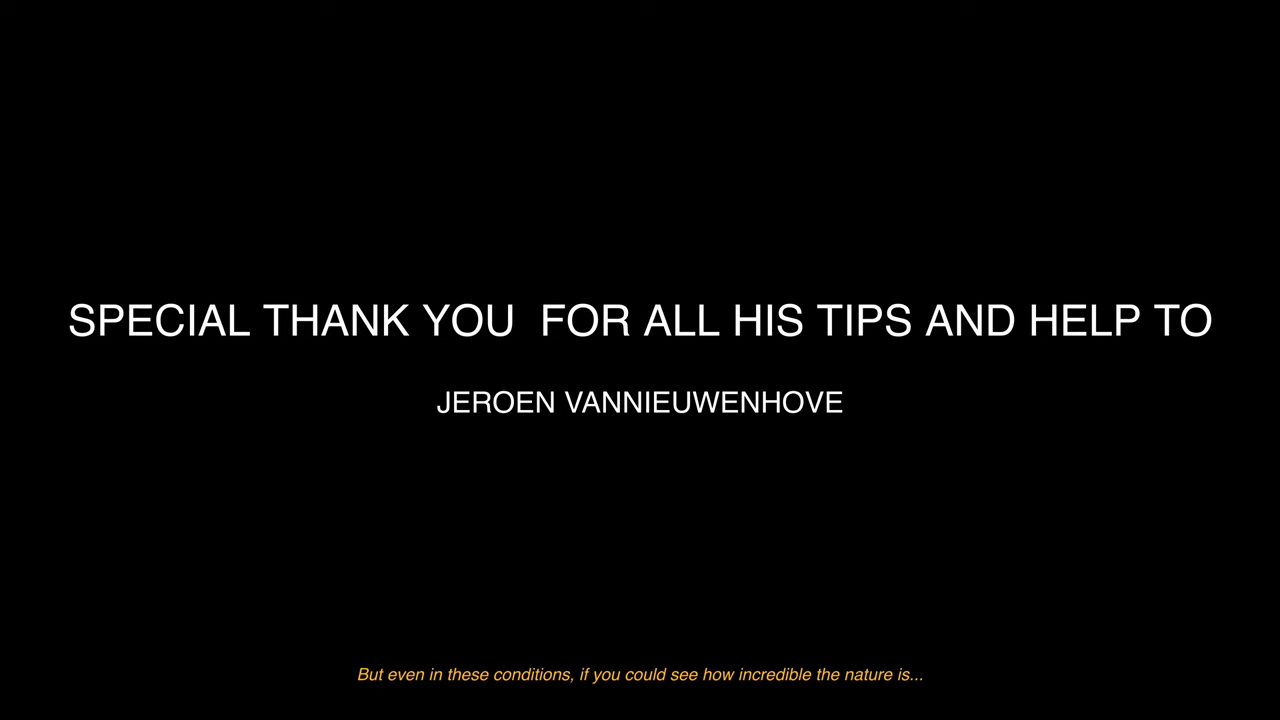 SPECIAL THANK YOU  FOR ALL HIS TIPS AND HELP TO
JEROEN VANNIEUWENHOVE
But even in these conditions, if you could see how incredible the nature is...